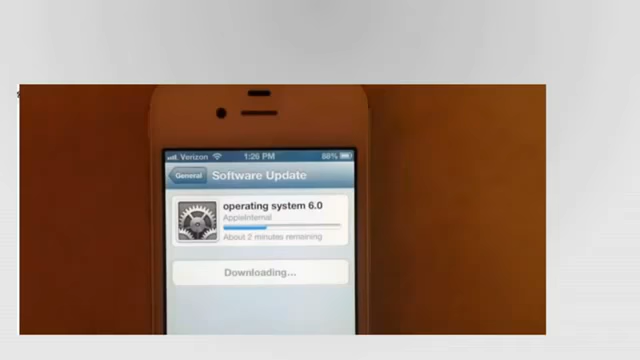 Verizon 1:26 PM 88%
General Software Update
operating system 6.0
AppleInternal
About 2 minutes remaining
Downloading...